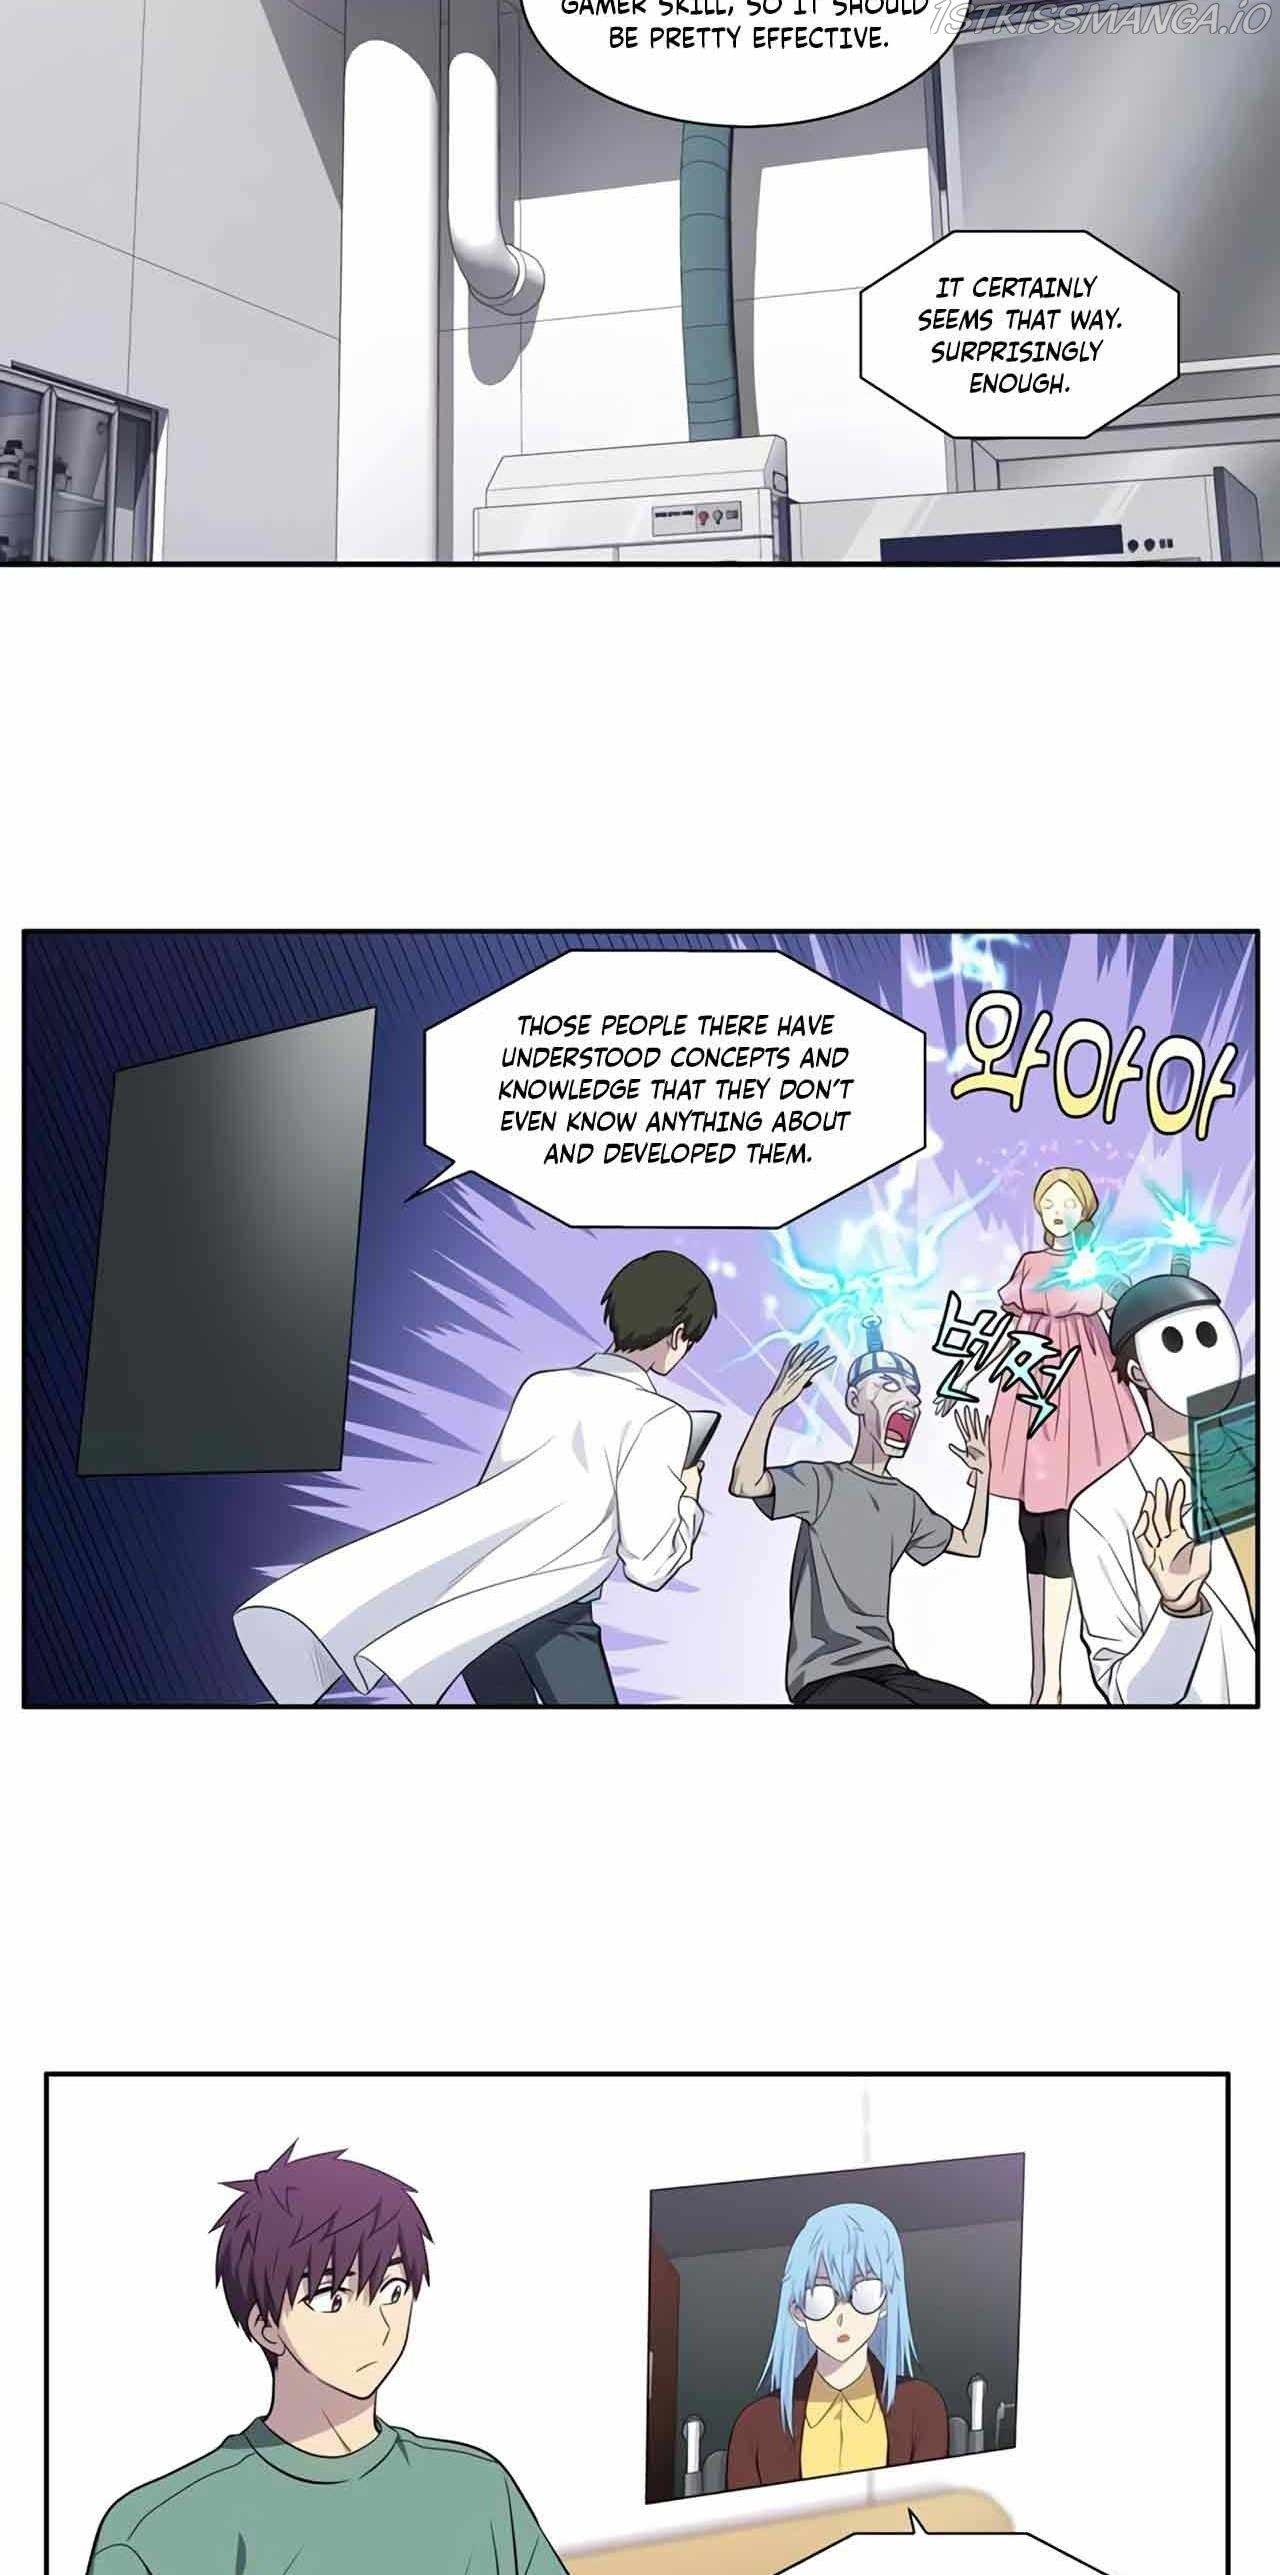 GAMER SKILL, SO IT SHOULD
BE PRETTY EFFECTIVE.
1STKISSMANGA.IO
IT CERTAINLY
SEEMS THAT WAY.
SURPRISINGLY
ENOUGH.
THOSE PEOPLE THERE HAVE
UNDERSTOOD CONCEPTS AND
KNOWLEDGE THAT THEY DON'T
EVEN KNOW ANYTHING ABOUT
AND DEVELOPED THEM.
와아아
번쩍